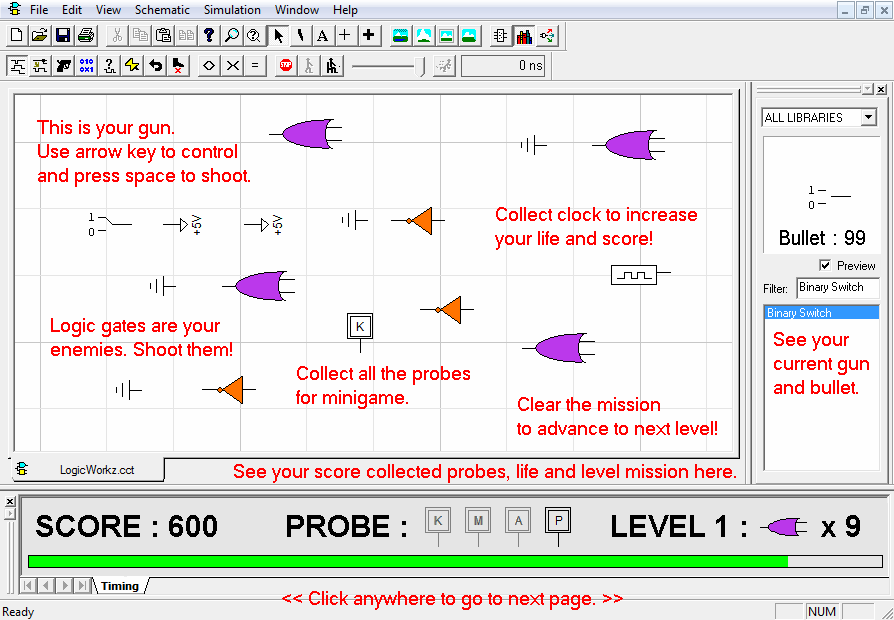 File Edit View Schematic Simulation Window Help
0 ns
This is your gun.
Use arrow key to control
and press space to shoot.
1
0
+5V
+5V
Collect clock to increase
your life and score!
Logic gates are your
enemies. Shoot them!
K
Collect all the probes
for minigame.
Clear the mission
to advance to next level!
ALL LIBRARIES
1
0
Bullet : 99
Preview
Filter: Binary Switch
Binary Switch
See your
current gun
and bullet.
LogicWorkz.cct
See your score collected probes, life and level mission here.
SCORE : 600 PROBE : K M A P LEVEL 1 : x 9
Timing
<< Click anywhere to go to next page. >>
Ready NUM